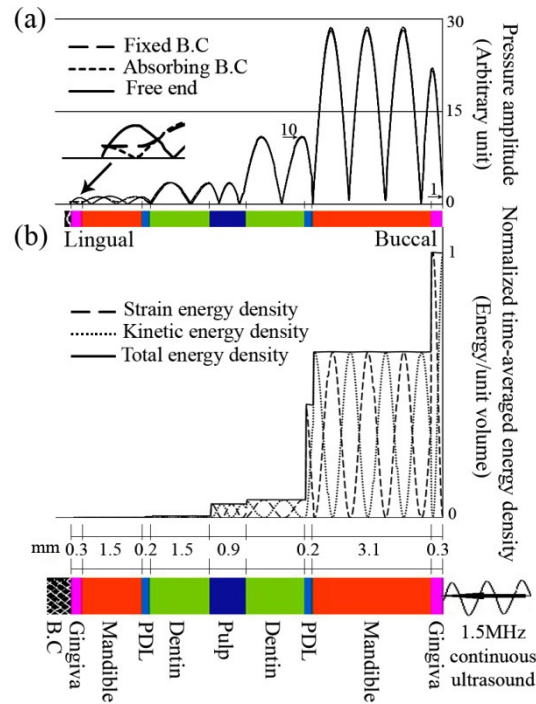 (a)
30
Fixed B.C
Absorbing B.C
Free end
15
10
1
0
Pressure amplitude
(Arbitrary unit)
Lingual
Buccal
(b)
1
Strain energy density
Kinetic energy density
Total energy density
0
Normalized time-averaged energy density
(Energy/unit volume)
mm 0.3 1.5 0.2 1.5 0.9 0.2 3.1 0.3
B.C
Gingiva
Mandible
PDL
Dentin
Pulp
Dentin
PDL
Mandible
Gingiva
1.5MHz
continuous
ultrasound